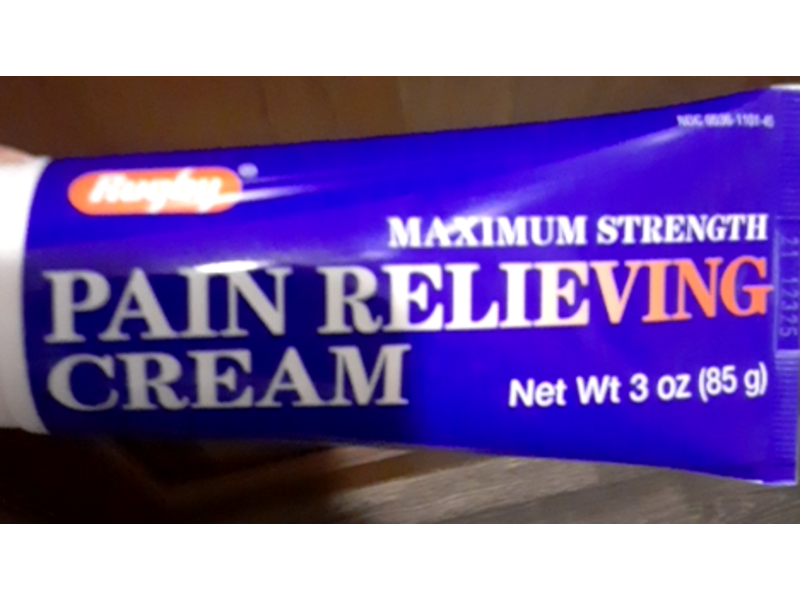 Rugby®
MAXIMUM STRENGTH
PAIN RELIEVING
CREAM
Net Wt 3 oz (85 g)